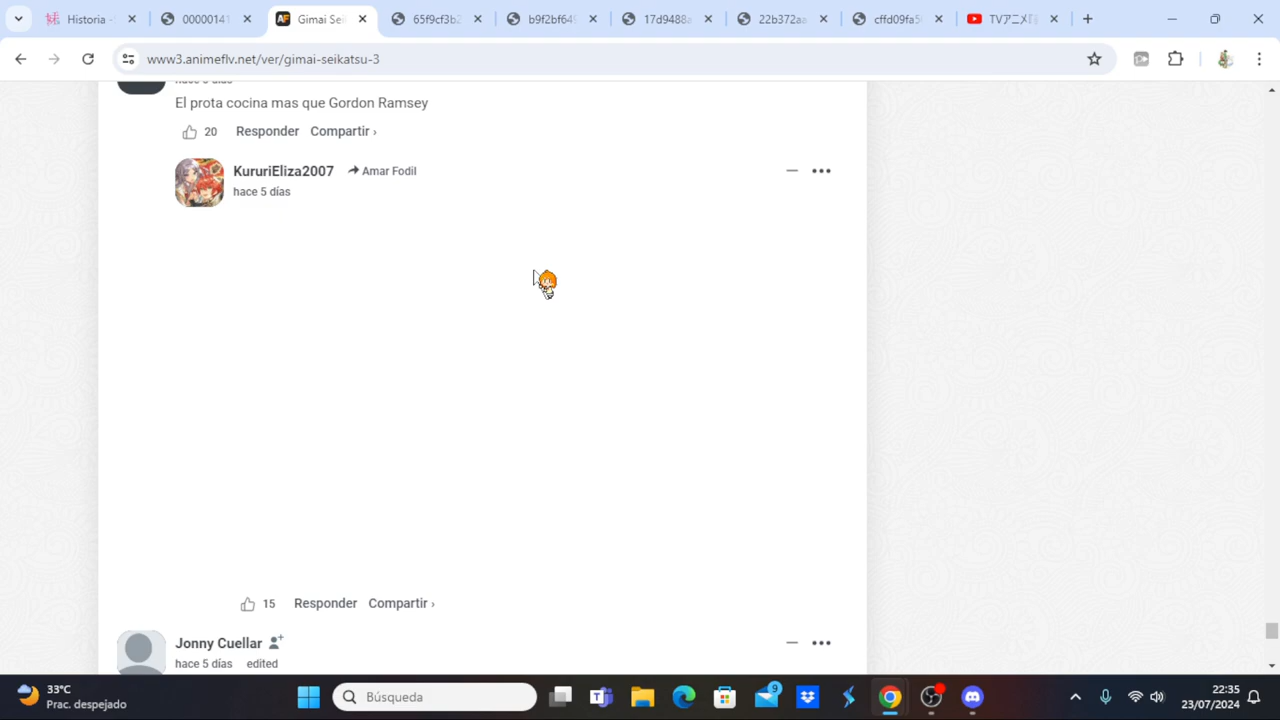 Historia -
00000141
Gimai Sei
65f9cf3b2
b9f2bf649
17d9488a
22b372aa
cffd09fa5
TVアニメ
www3.animeflv.net/ver/gimai-seikatsu-3
El prota cocina mas que Gordon Ramsey
20 Responder Compartir ›
KururiEliza2007 Amar Fodil
hace 5 días
15 Responder Compartir ›
Jonny Cuellar
hace 5 días edited
33°C
Prac. despejado
Búsqueda
9
22:35
23/07/2024